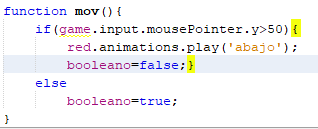 function mov(){
    if(game.input.mousePointer.y>50){
        red.animations.play('abajo');
        booleano=false;}
    else
        booleano=true;
}